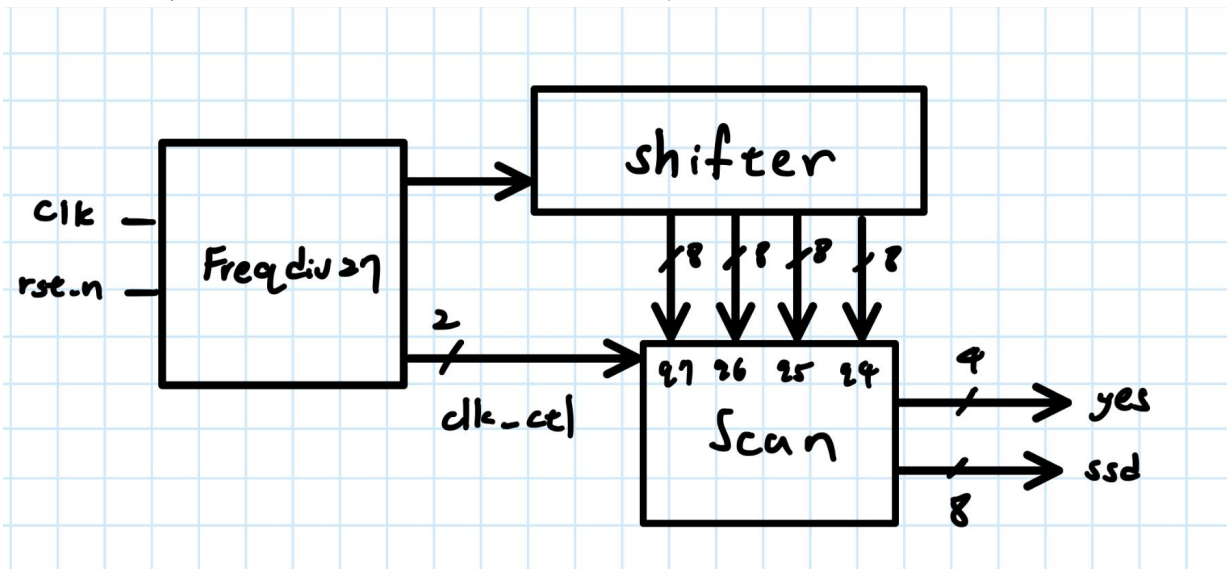 shifter
clk
Freqdiv27
rst_n
8 8 8 8
2
clk_ctl
q7 q6 q5 q4
Scan
4
yes
ssd
8